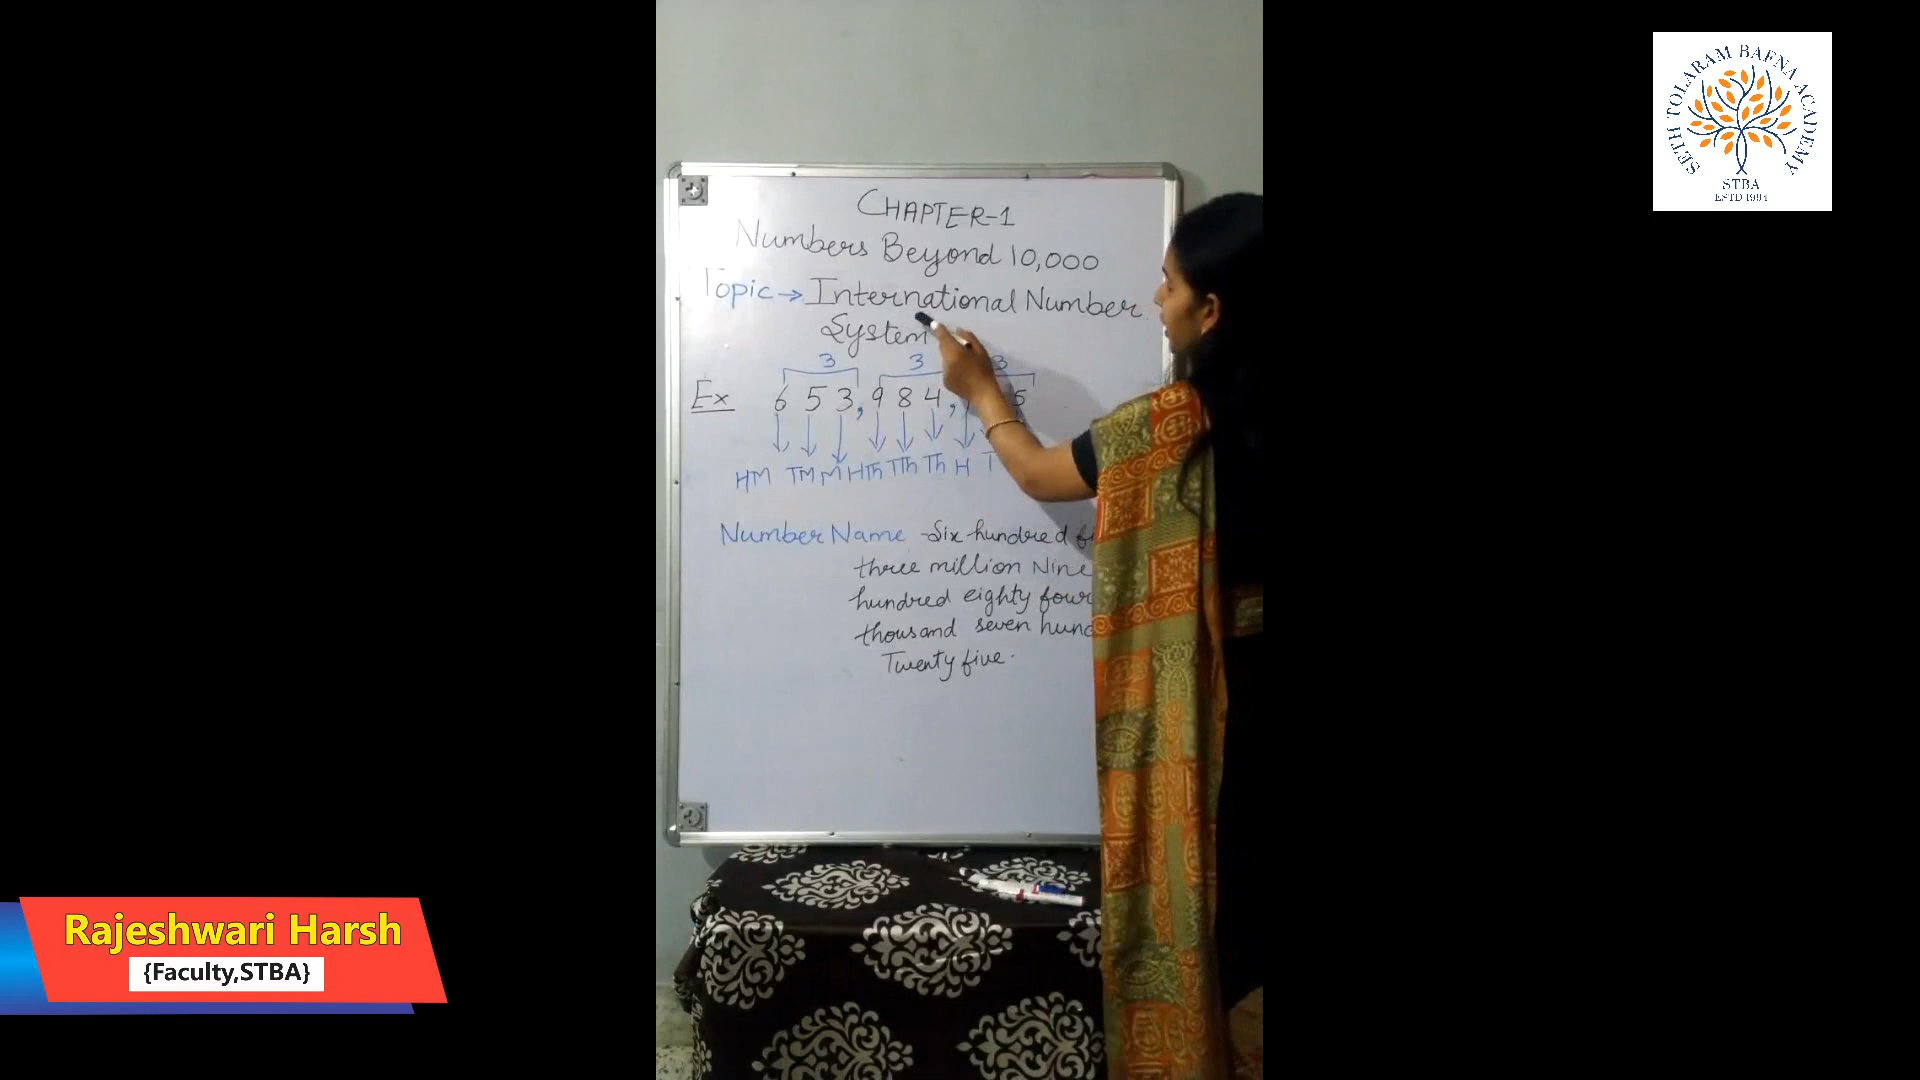 SETH TOLARAM BAFNA ACADEMY
STBA
ESTD 1994
CHAPTER-1
Numbers Beyond 10,000
Topic → International Number
System
3 3 3
Ex 6 5 3, 9 8 4, 5
HM TM M HTh TTh Th H T
Number Name - Six hundred
three million Nine
hundred eighty four
thousand seven
Twenty five.
Rajeshwari Harsh
{Faculty,STBA}